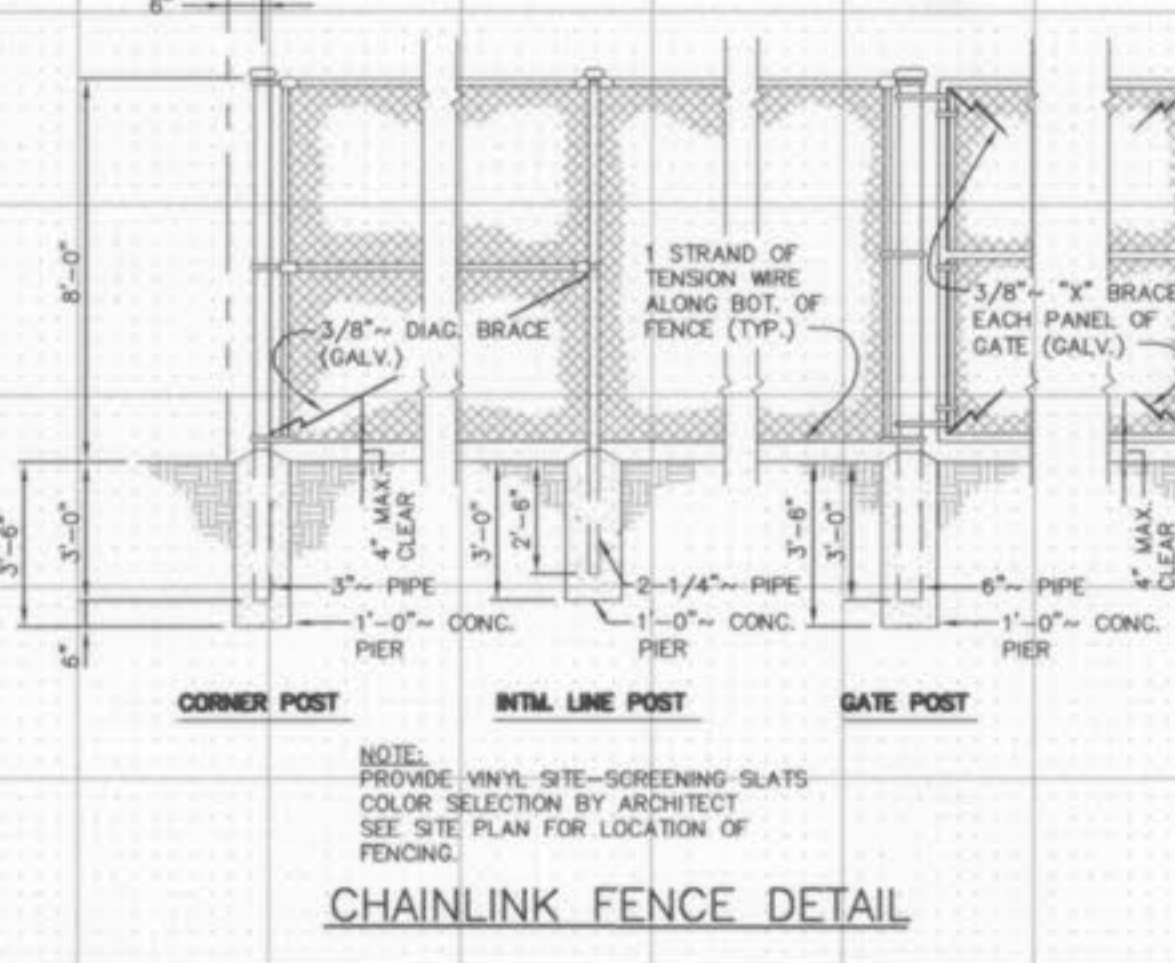 6"
8'-0"
3/8"~ DIAG. BRACE
(GALV.)
1 STRAND OF
TENSION WIRE
ALONG BOT. OF
FENCE (TYP.)
3/8"~ "X" BRACE
EACH PANEL OF
GATE (GALV.)
3'-6"
3'-0"
6"
4" MAX.
CLEAR
3'-0"
2'-6"
3'-6"
3'-0"
4" MAX.
CLEAR
3"~ PIPE
1'-0"~ CONC.
PIER
2-1/4"~ PIPE
1'-0"~ CONC.
PIER
6"~ PIPE
1'-0"~ CONC.
PIER
CORNER POST
INTM. LINE POST
GATE POST
NOTE:
PROVIDE VINYL SITE-SCREENING SLATS
COLOR SELECTION BY ARCHITECT
SEE SITE PLAN FOR LOCATION OF
FENCING.
CHAINLINK FENCE DETAIL